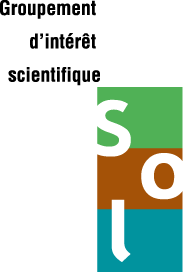 Groupement
d'intérêt
scientifique
Sol